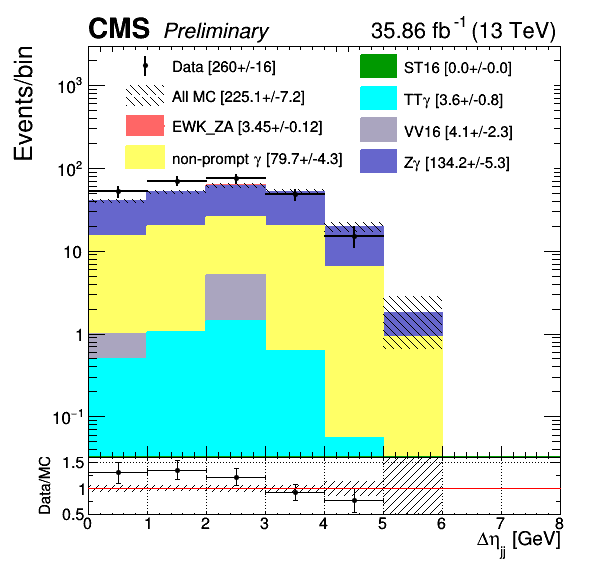 CMS Preliminary 35.86 fb⁻¹ (13 TeV)
Events/bin
Data [260+/-16]
All MC [225.1+/-7.2]
EWK_ZA [3.45+/-0.12]
non-prompt γ [79.7+/-4.3]
ST16 [0.0+/-0.0]
TTγ [3.6+/-0.8]
VV16 [4.1+/-2.3]
Zγ [134.2+/-5.3]
10³
10²
10
1
10⁻¹
Data/MC
1.5
1
0.5
0 1 2 3 4 5 6 7 8
Δη_jj [GeV]